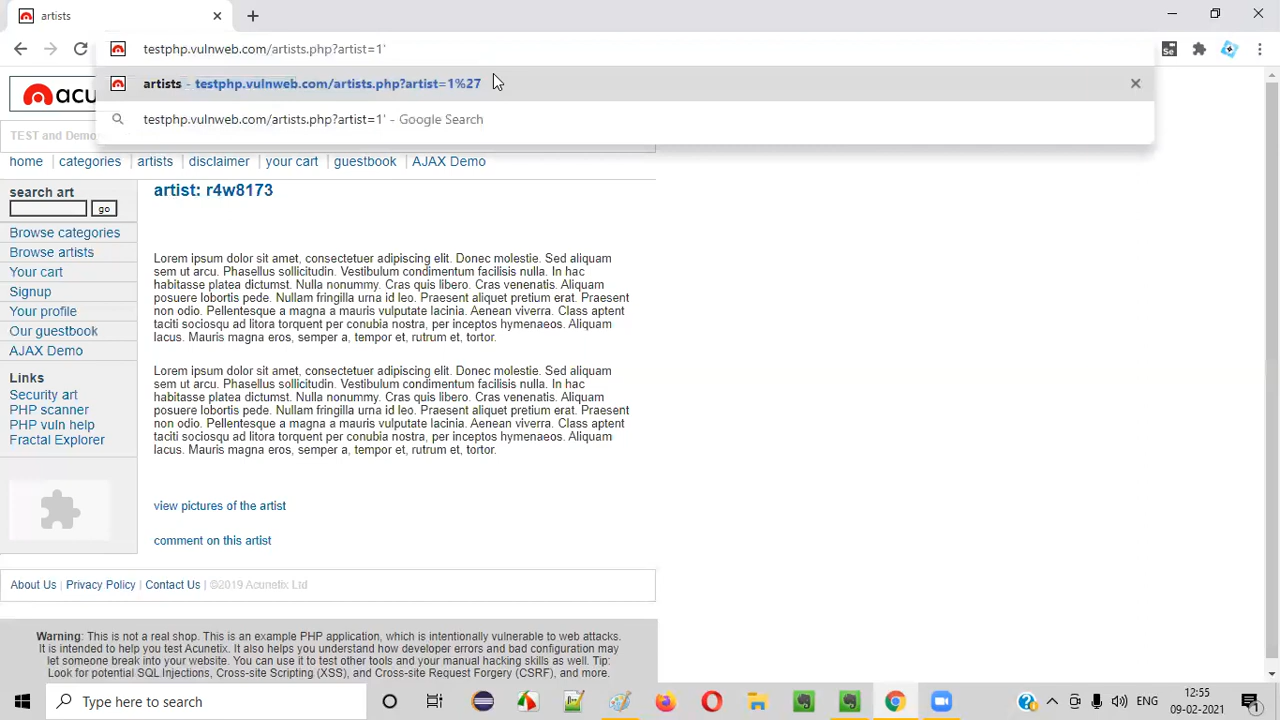 artists
testphp.vulnweb.com/artists.php?artist=1'
artists - testphp.vulnweb.com/artists.php?artist=1%27
testphp.vulnweb.com/artists.php?artist=1' - Google Search
acu
TEST and Demo
home | categories | artists | disclaimer | your cart | guestbook | AJAX Demo
search art
go
Browse categories
Browse artists
Your cart
Signup
Your profile
Our guestbook
AJAX Demo
Links
Security art
PHP scanner
PHP vuln help
Fractal Explorer
artist: r4w8173
Lorem ipsum dolor sit amet, consectetuer adipiscing elit. Donec molestie. Sed aliquam
sem ut arcu. Phasellus sollicitudin. Vestibulum condimentum facilisis nulla. In hac
habitasse platea dictumst. Nulla nonummy. Cras quis libero. Cras venenatis. Aliquam
posuere lobortis pede. Nullam fringilla urna id leo. Praesent aliquet pretium erat. Praesent
non odio. Pellentesque a magna a mauris vulputate lacinia. Aenean viverra. Class aptent
taciti sociosqu ad litora torquent per conubia nostra, per inceptos hymenaeos. Aliquam
lacus. Mauris magna eros, semper a, tempor et, rutrum et, tortor.
Lorem ipsum dolor sit amet, consectetuer adipiscing elit. Donec molestie. Sed aliquam
sem ut arcu. Phasellus sollicitudin. Vestibulum condimentum facilisis nulla. In hac
habitasse platea dictumst. Nulla nonummy. Cras quis libero. Cras venenatis. Aliquam
posuere lobortis pede. Nullam fringilla urna id leo. Praesent aliquet pretium erat. Praesent
non odio. Pellentesque a magna a mauris vulputate lacinia. Aenean viverra. Class aptent
taciti sociosqu ad litora torquent per conubia nostra, per inceptos hymenaeos. Aliquam
lacus. Mauris magna eros, semper a, tempor et, rutrum et, tortor.
view pictures of the artist
comment on this artist
About Us | Privacy Policy | Contact Us | ©2019 Acunetix Ltd
Warning: This is not a real shop. This is an example PHP application, which is intentionally vulnerable to web attacks.
It is intended to help you test Acunetix. It also helps you understand how developer errors and bad configuration may
let someone break into your website. You can use it to test other tools and your manual hacking skills as well. Tip:
Look for potential SQL Injections, Cross-site Scripting (XSS), and Cross-site Request Forgery (CSRF), and more.
Type here to search
ENG
12:55
09-02-2021
Se
1